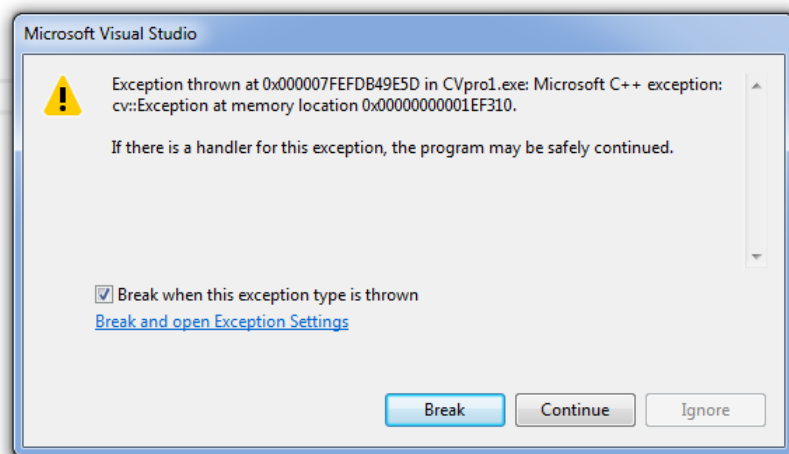 Microsoft Visual Studio
Exception thrown at 0x000007FEFDB49E5D in CVpro1.exe: Microsoft C++ exception:
cv::Exception at memory location 0x00000000001EF310.
If there is a handler for this exception, the program may be safely continued.
Break when this exception type is thrown
Break and open Exception Settings
Break
Continue
Ignore